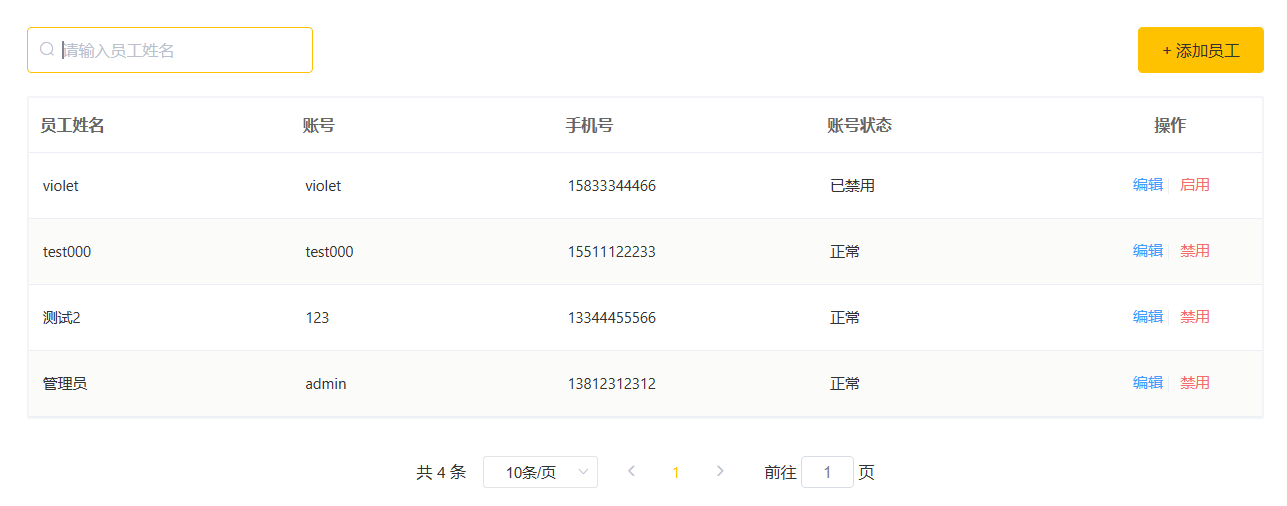 请输入员工姓名
+ 添加员工
员工姓名 账号 手机号 账号状态 操作
violet violet 15833344466 已禁用 编辑 启用
test000 test000 15511122233 正常 编辑 禁用
测试2 123 13344455566 正常 编辑 禁用
管理员 admin 13812312312 正常 编辑 禁用
共 4 条 10条/页 1 前往 1 页